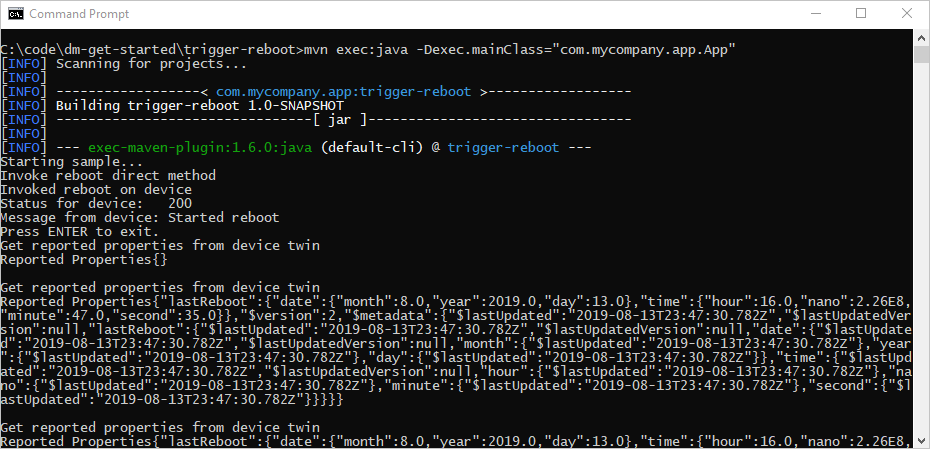 Command Prompt
C:\code\dm-get-started\trigger-reboot>mvn exec:java -Dexec.mainClass="com.mycompany.app.App"
[INFO] Scanning for projects...
[INFO]
[INFO] ------------------< com.mycompany.app:trigger-reboot >------------------
[INFO] Building trigger-reboot 1.0-SNAPSHOT
[INFO] --------------------------------[ jar ]---------------------------------
[INFO]
[INFO] --- exec-maven-plugin:1.6.0:java (default-cli) @ trigger-reboot ---
Starting sample...
Invoke reboot direct method
Invoked reboot on device
Status for device:   200
Message from device: Started reboot
Press ENTER to exit.
Get reported properties from device twin
Reported Properties{}
Get reported properties from device twin
Reported Properties{"lastReboot":{"date":{"month":8.0,"year":2019.0,"day":13.0},"time":{"hour":16.0,"nano":2.26E8,
"minute":47.0,"second":35.0}},"$version":2,"$metadata":{"$lastUpdated":"2019-08-13T23:47:30.782Z","$lastUpdatedVer
sion":null,"lastReboot":{"$lastUpdated":"2019-08-13T23:47:30.782Z","$lastUpdatedVersion":null,"date":{"$lastUpdate
d":"2019-08-13T23:47:30.782Z","$lastUpdatedVersion":null,"month":{"$lastUpdated":"2019-08-13T23:47:30.782Z"},"year
":{"$lastUpdated":"2019-08-13T23:47:30.782Z"},"day":{"$lastUpdated":"2019-08-13T23:47:30.782Z"}},"time":{"$lastUpd
ated":"2019-08-13T23:47:30.782Z","$lastUpdatedVersion":null,"hour":{"$lastUpdated":"2019-08-13T23:47:30.782Z"},"na
no":{"$lastUpdated":"2019-08-13T23:47:30.782Z"},"minute":{"$lastUpdated":"2019-08-13T23:47:30.782Z"},"second":{"$l
astUpdated":"2019-08-13T23:47:30.782Z"}}}}}
Get reported properties from device twin
Reported Properties{"lastReboot":{"date":{"month":8.0,"year":2019.0,"day":13.0},"time":{"hour":16.0,"nano":2.26E8,